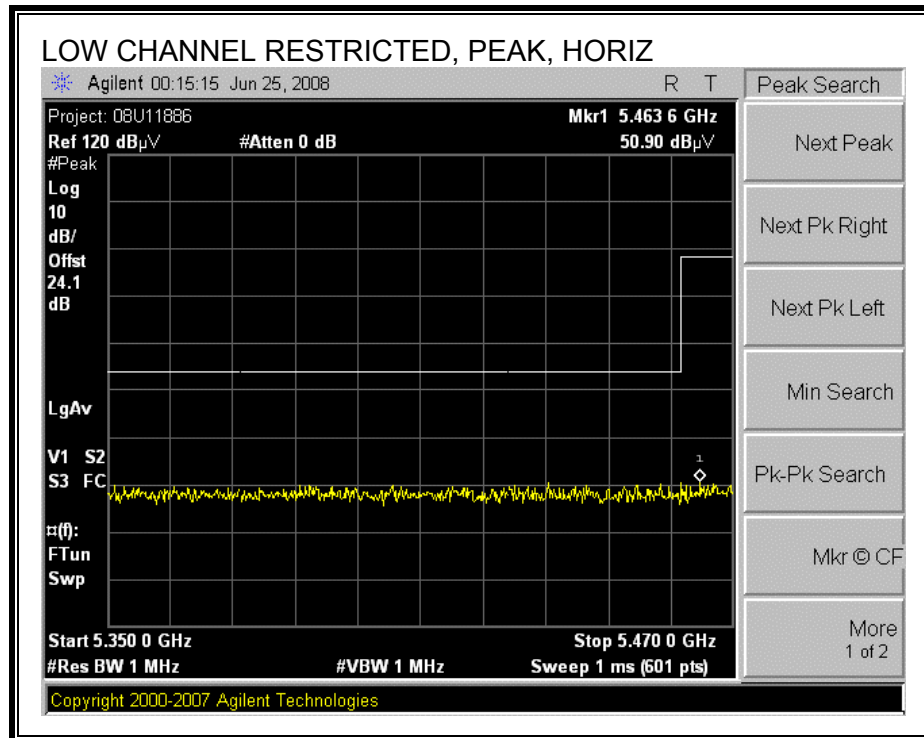 LOW CHANNEL RESTRICTED, PEAK, HORIZ
Agilent 00:15:15 Jun 25, 2008 R T
Peak Search
Project: 08U11886 Mkr1 5.463 6 GHz
Ref 120 dBμV #Atten 0 dB 50.90 dBμV
#Peak
Log
10
dB/
Offst
24.1
dB
LgAv
V1 S2
S3 FC
1
¤(f):
FTun
Swp
Start 5.350 0 GHz Stop 5.470 0 GHz
#Res BW 1 MHz #VBW 1 MHz Sweep 1 ms (601 pts)
Next Peak
Next Pk Right
Next Pk Left
Min Search
Pk-Pk Search
Mkr © CF
More
1 of 2
Copyright 2000-2007 Agilent Technologies